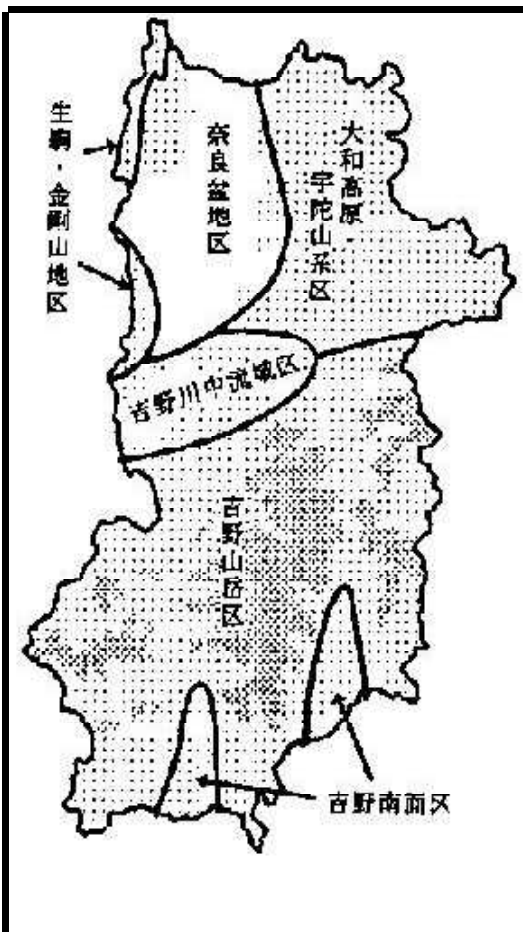 生駒・金剛山地区
奈良盆地区
大和高原・
宇陀山系区
吉野川中流域区
吉野山岳区
吉野南面区